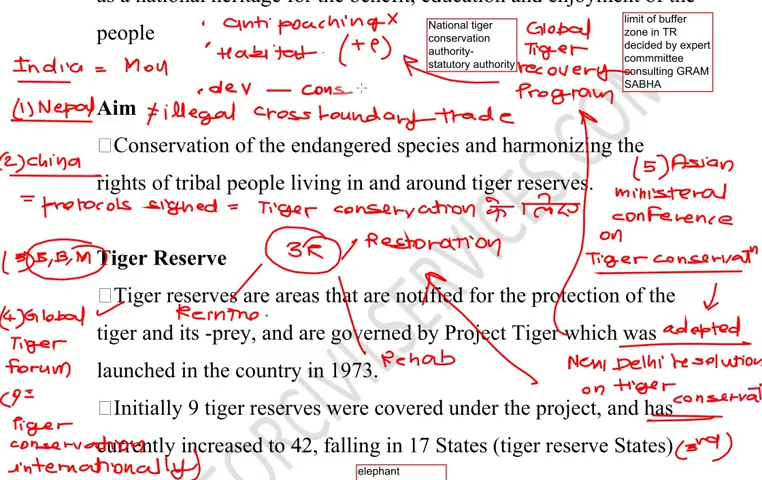 as a national heritage for the benefit, education and enjoyment of the
people
• anti poaching x
• Habitat (+P)
• dev — cons
National tiger
conservation
authority-
statutory authority
Global
Tiger
recovery
Program
limit of buffer
zone in TR
decided by expert
commmittee
consulting GRAM
SABHA
India = MoU
(1) Nepal
Aim
≠ illegal cross boundary trade
Conservation of the endangered species and harmonizing the
(2) china
rights of tribal people living in and around tiger reserves.
= protocols signed = Tiger conservation के लिए
(5) Asian
ministeral
conference
on
Tiger conservatn
↓
adopted
New Delhi resolution
on tiger
conservat
(3) B, M
3R
Restoration
Tiger Reserve
Tiger reserves are areas that are notified for the protection of the
Reintro.
(4) Global
Tiger
forum
tiger and its -prey, and are governed by Project Tiger which was
launched in the country in 1973.
Rehab
Initially 9 tiger reserves were covered under the project, and has
Tiger
conservation
internationally)
currently increased to 42, falling in 17 States (tiger reserve States)
(3rd)
elephant
FORCIVILSERVICES.COM